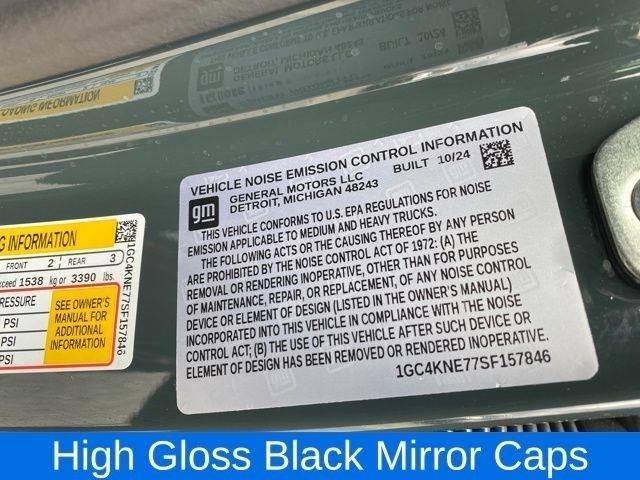 VEHICLE NOISE EMISSION CONTROL INFORMATION
GENERAL MOTORS LLC BUILT 10/24
DETROIT, MICHIGAN 48243
gm
THIS VEHICLE CONFORMS TO U.S. EPA REGULATIONS FOR NOISE
EMISSION APPLICABLE TO MEDIUM AND HEAVY TRUCKS.
THE FOLLOWING ACTS OR THE CAUSING THEREOF BY ANY PERSON
ARE PROHIBITED BY THE NOISE CONTROL ACT OF 1972: (A) THE
REMOVAL OR RENDERING INOPERATIVE, OTHER THAN FOR PURPOSES
OF MAINTENANCE, REPAIR, OR REPLACEMENT, OF ANY NOISE CONTROL
DEVICE OR ELEMENT OF DESIGN (LISTED IN THE OWNER'S MANUAL)
INCORPORATED INTO THIS VEHICLE IN COMPLIANCE WITH THE NOISE
CONTROL ACT; (B) THE USE OF THIS VEHICLE AFTER SUCH DEVICE OR
ELEMENT OF DESIGN HAS BEEN REMOVED OR RENDERED INOPERATIVE.
1GC4KNE77SF157846
INFORMATION
FRONT 2 REAR 3
1538 kg or 3390 lbs.
SEE OWNER'S
MANUAL FOR
ADDITIONAL
INFORMATION
PSI
PSI
PSI
1GC4KNE77SF157846
High Gloss Black Mirror Caps